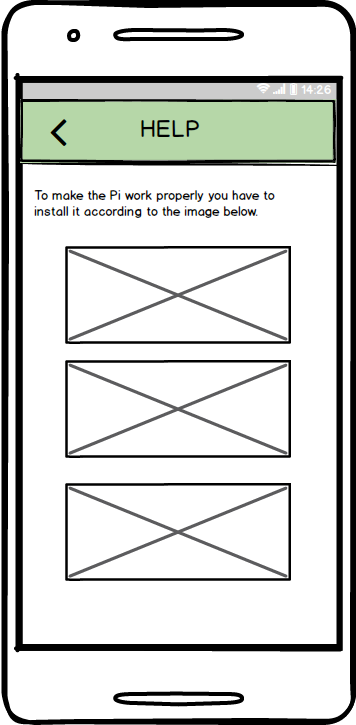 14:26
HELP
To make the Pi work properly you have to
install it according to the image below.